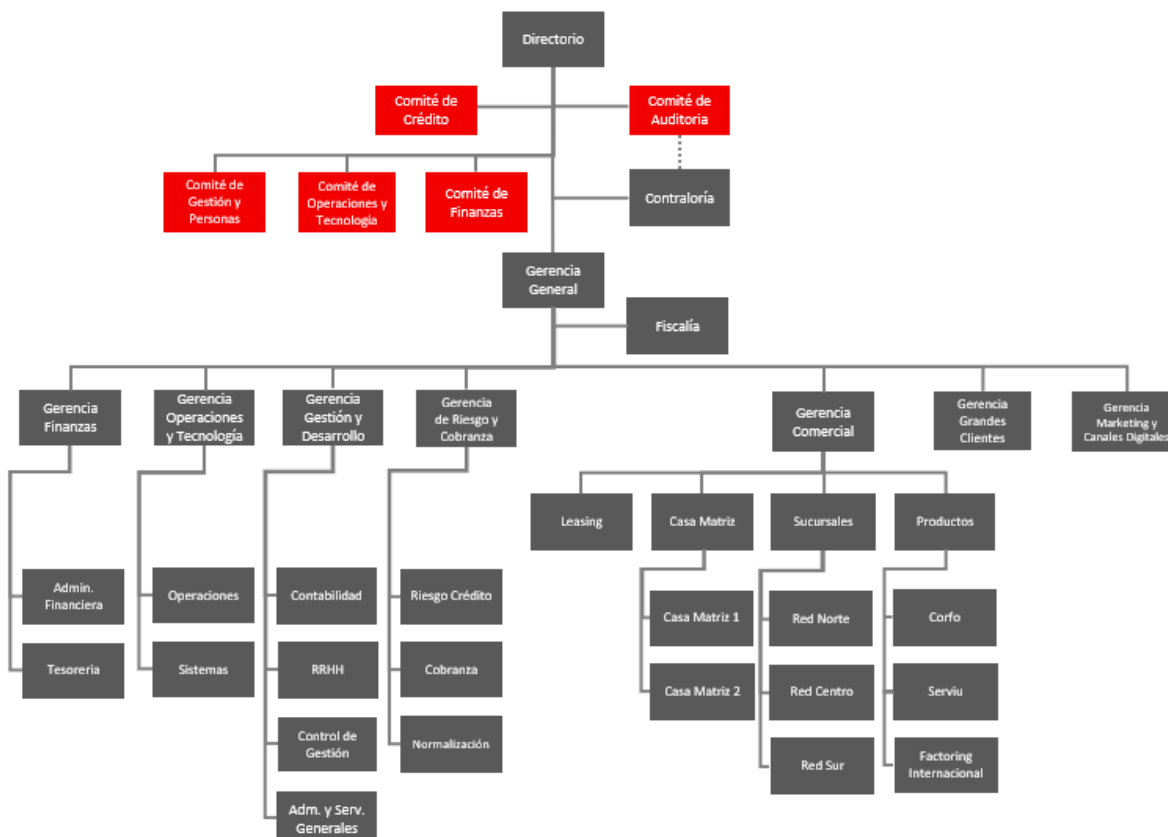 Directorio
Comité de
Crédito
Comité de
Auditoria
Comité de
Gestión y
Personas
Comité de
Operaciones y
Tecnología
Comité de
Finanzas
Contraloría
Gerencia
General
Fiscalía
Gerencia
Finanzas
Gerencia
Operaciones
y Tecnología
Gerencia
Gestión y
Desarrollo
Gerencia
de Riesgo y
Cobranza
Gerencia
Comercial
Gerencia
Grandes
Clientes
Gerencia
Marketing y
Canales Digitales
Leasing
Casa Matriz
Sucursales
Productos
Admin.
Financiera
Operaciones
Contabilidad
Riesgo Crédito
Casa Matriz 1
Red Norte
Corfo
Tesoreria
Sistemas
RRHH
Cobranza
Casa Matriz 2
Red Centro
Serviu
Control de
Gestión
Normalización
Red Sur
Factoring
Internacional
Adm. y Serv.
Generales